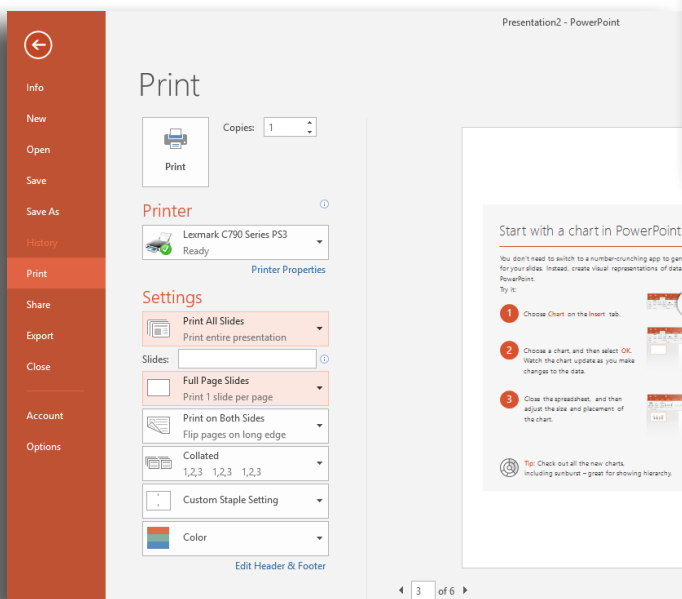 Presentation2 - PowerPoint
Info
New
Open
Save
Save As
History
Print
Share
Export
Close
Account
Options
Print
Print
Copies: 1
Printer
Lexmark C790 Series PS3
Ready
Printer Properties
Settings
Print All Slides
Print entire presentation
Slides:
Full Page Slides
Print 1 slide per page
Print on Both Sides
Flip pages on long edge
Collated
1,2,3 1,2,3 1,2,3
Custom Staple Setting
Color
Edit Header & Footer
Start with a chart in PowerPoint
You don't need to switch to a number-crunching app to gen
for your slides. Instead, create visual representations of data
PowerPoint.
Try it:
1 Choose Chart on the Insert tab.
2 Choose a chart, and then select OK.
Watch the chart update as you make
changes to the data.
3 Close the spreadsheet, and then
adjust the size and placement of
the chart.
Tip: Check out all the new charts,
including sunburst – great for showing hierarchy.
3 of 6